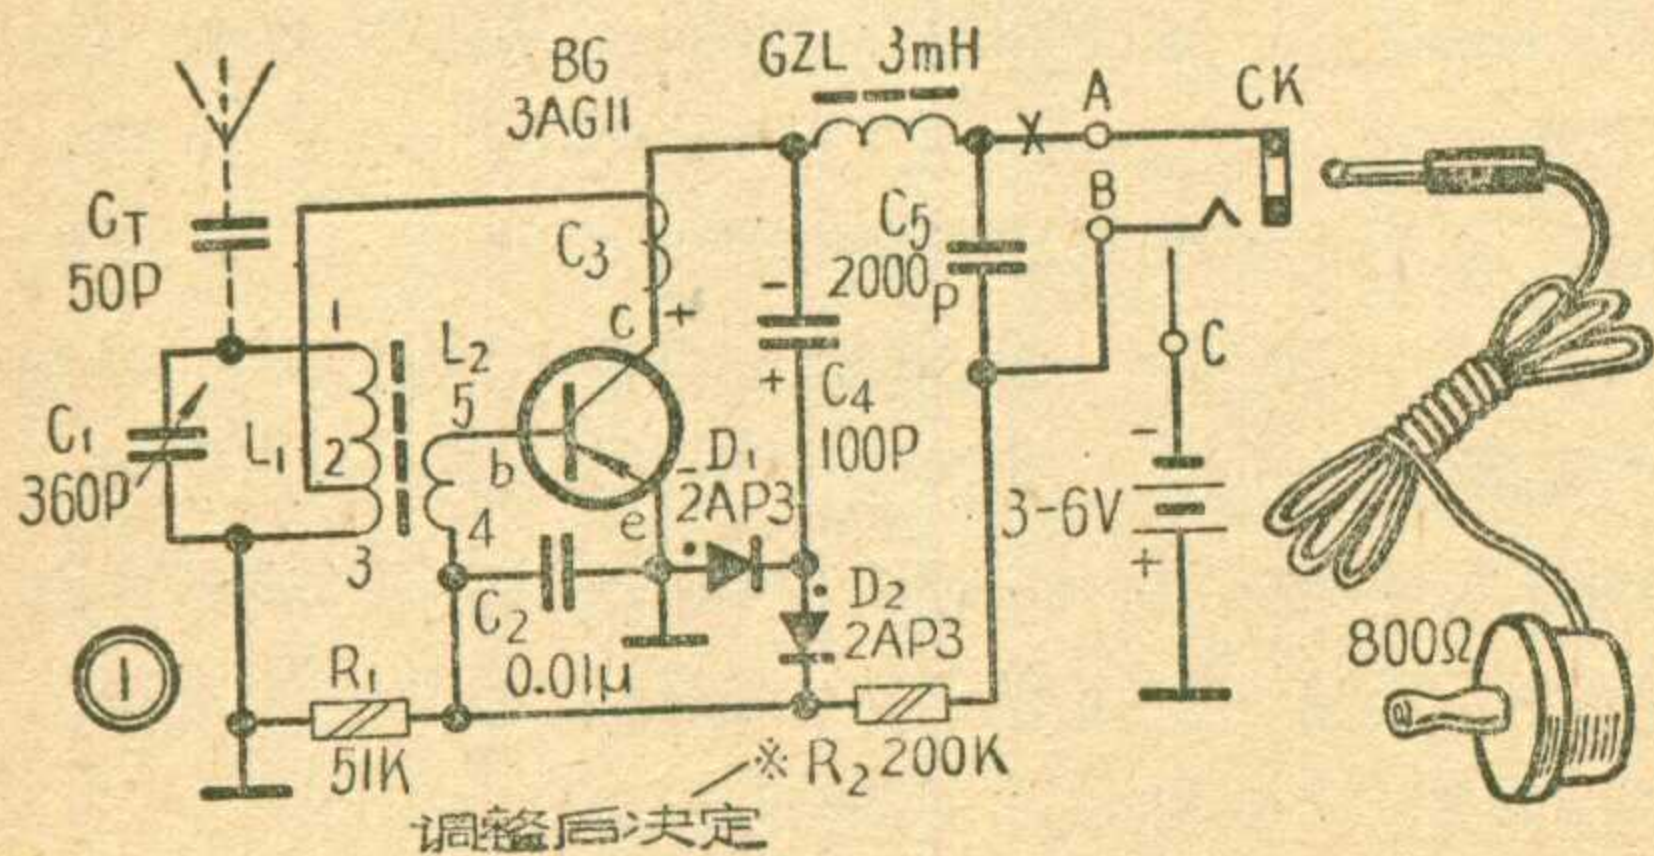 BG
3AG11
GZL 3mH
A
CK
B
CT
50P
C3
C5
2000P
-
c
+
1
L2
5
+
C4
100P
C
C1
360P
L1
2
b
-
D1
2AP3
-
3-6V
+
3
4
e
C2
0.01μ
D2
2AP3
800Ω
1
R1
51K
※R2 200K
调整后决定